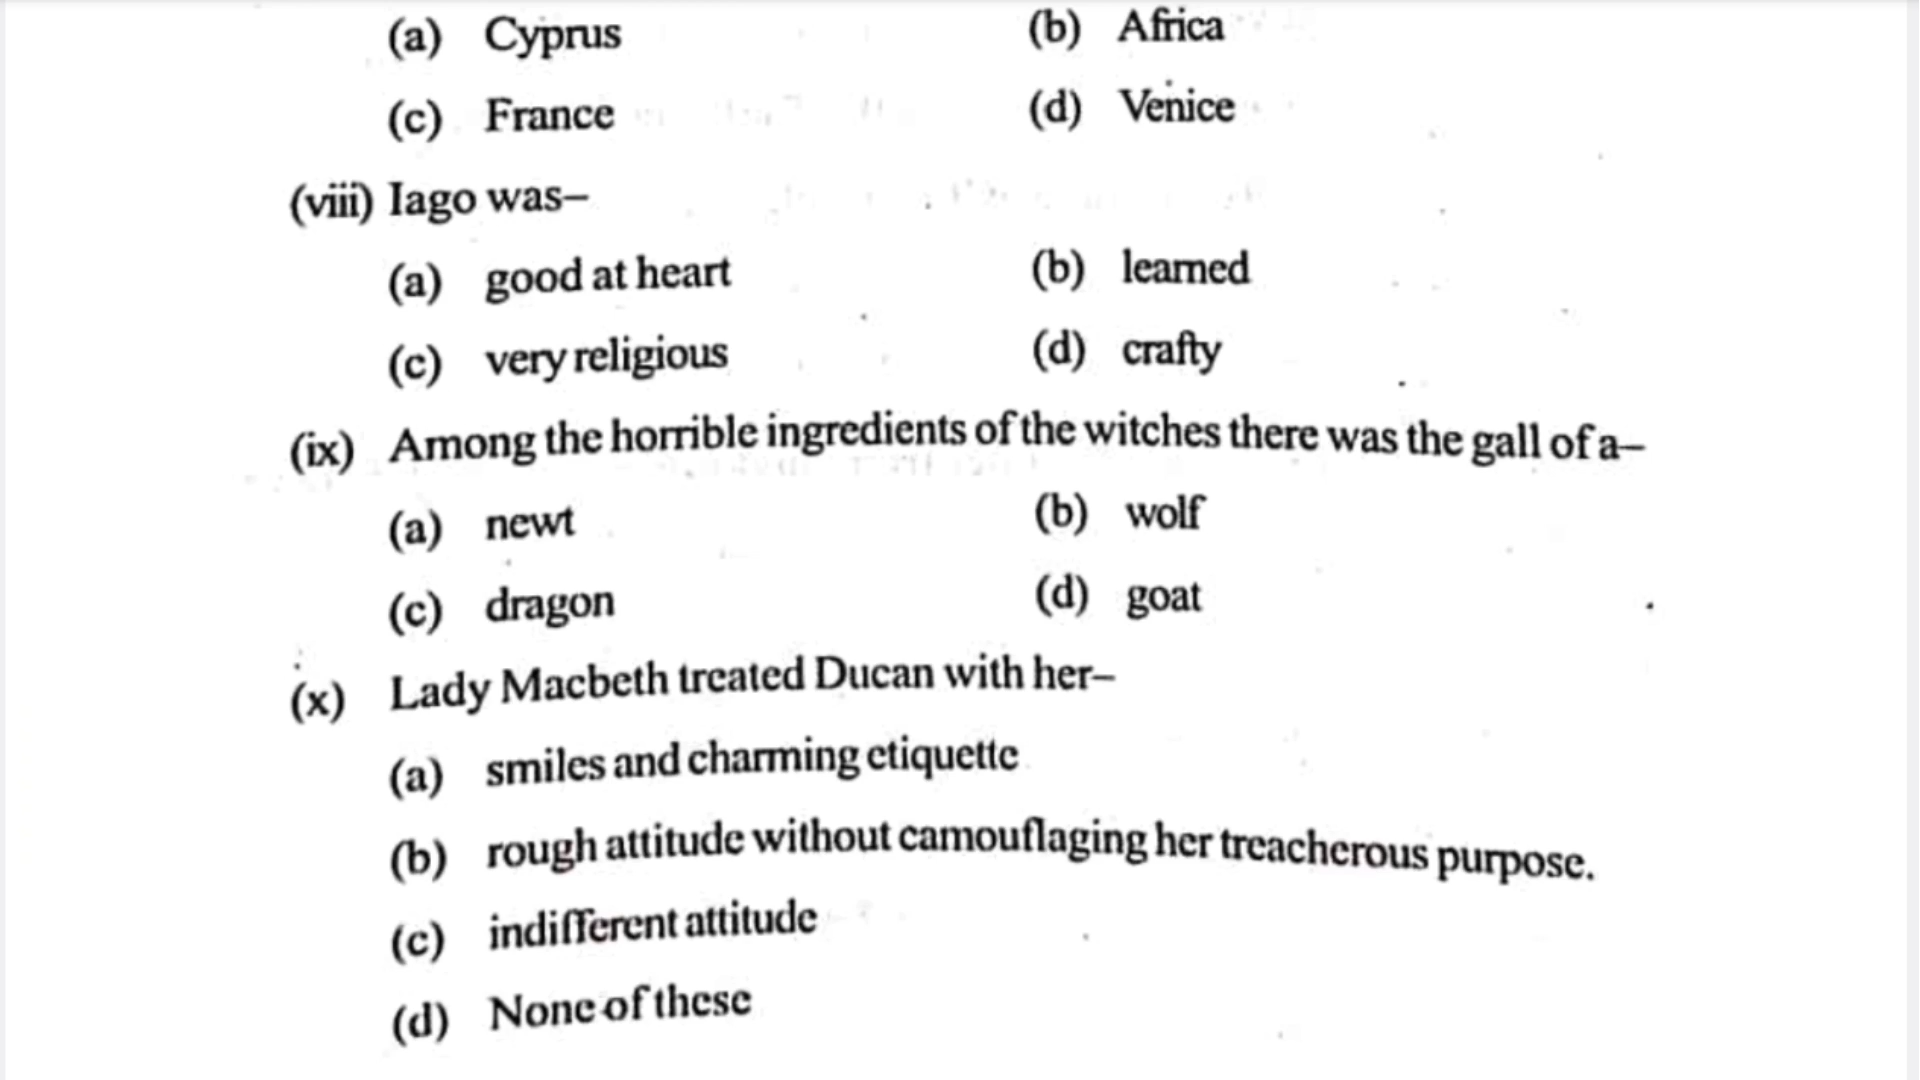 (a) Cyprus (b) Africa
(c) France (d) Venice
(viii) Iago was–
(a) good at heart (b) learned
(c) very religious (d) crafty
(ix) Among the horrible ingredients of the witches there was the gall of a–
(a) newt (b) wolf
(c) dragon (d) goat
(x) Lady Macbeth treated Ducan with her–
(a) smiles and charming etiquette
(b) rough attitude without camouflaging her treacherous purpose.
(c) indifferent attitude
(d) None of these